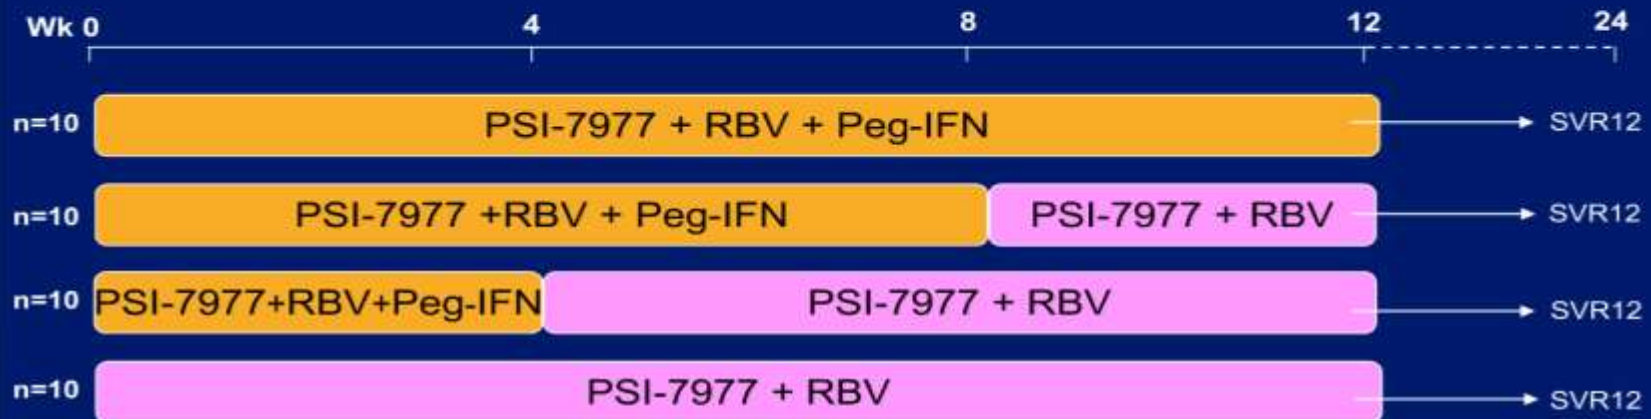 Wk 0 4 8 12 24
n=10 PSI-7977 + RBV + Peg-IFN SVR12
n=10 PSI-7977 +RBV + Peg-IFN PSI-7977 + RBV SVR12
n=10 PSI-7977+RBV+Peg-IFN PSI-7977 + RBV SVR12
n=10 PSI-7977 + RBV SVR12